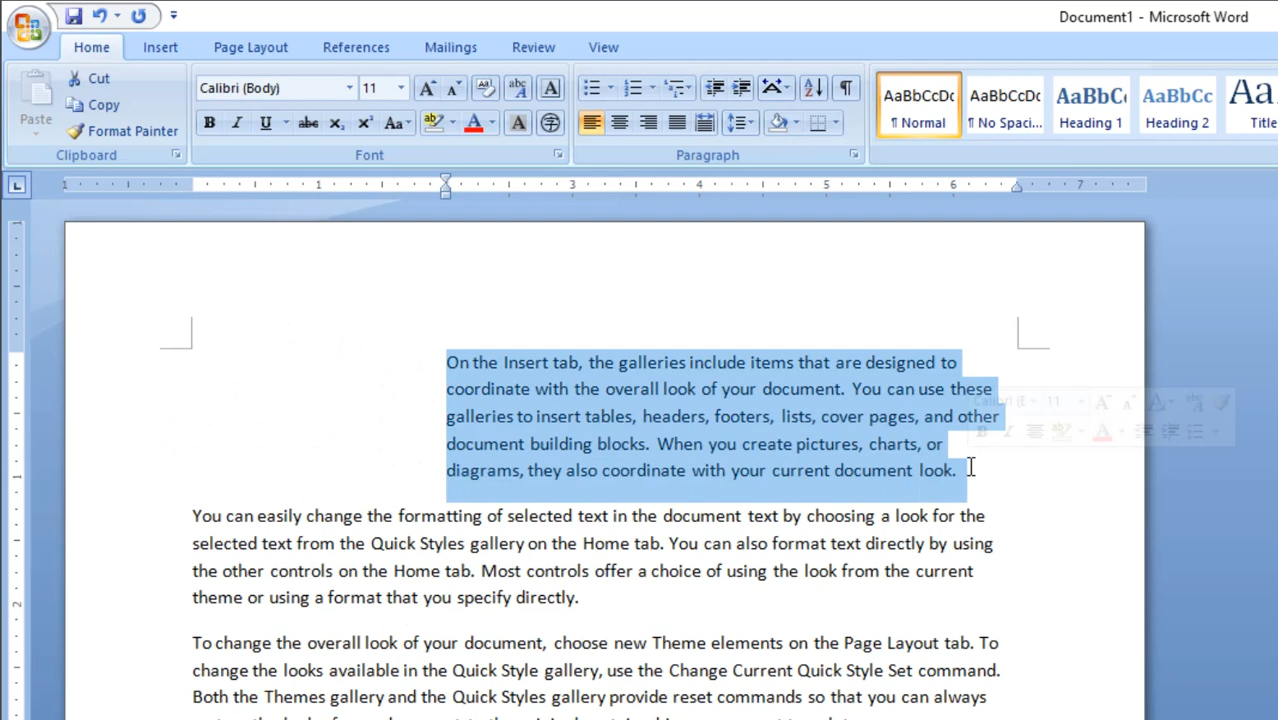 Document1 - Microsoft Word
Home Insert Page Layout References Mailings Review View
Paste
Cut
Copy
Format Painter
Clipboard
Calibri (Body) 11
Font
Paragraph
AaBbCcDc AaBbCcDc AaBbC AaBbCc Aa
¶ Normal ¶ No Spaci... Heading 1 Heading 2 Title
1 1 3 4 5 6 7
On the Insert tab, the galleries include items that are designed to
coordinate with the overall look of your document. You can use these
galleries to insert tables, headers, footers, lists, cover pages, and other
document building blocks. When you create pictures, charts, or
diagrams, they also coordinate with your current document look.
You can easily change the formatting of selected text in the document text by choosing a look for the
selected text from the Quick Styles gallery on the Home tab. You can also format text directly by using
the other controls on the Home tab. Most controls offer a choice of using the look from the current
theme or using a format that you specify directly.
To change the overall look of your document, choose new Theme elements on the Page Layout tab. To
change the looks available in the Quick Style gallery, use the Change Current Quick Style Set command.
Both the Themes gallery and the Quick Styles gallery provide reset commands so that you can always